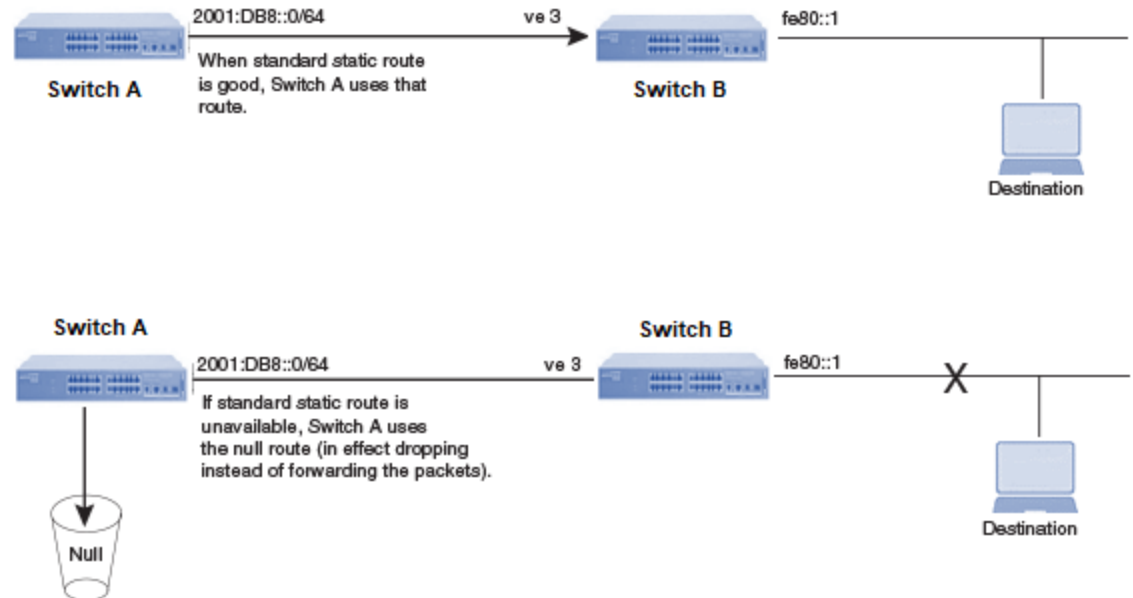 2001:DB8::0/64
ve 3
fe80::1
When standard static route
is good, Switch A uses that
route.
Switch A
Switch B
Destination
Switch A
Switch B
2001:DB8::0/64
ve 3
fe80::1
X
If standard static route is
unavailable, Switch A uses
the null route (in effect dropping
instead of forwarding the packets).
Null
Destination